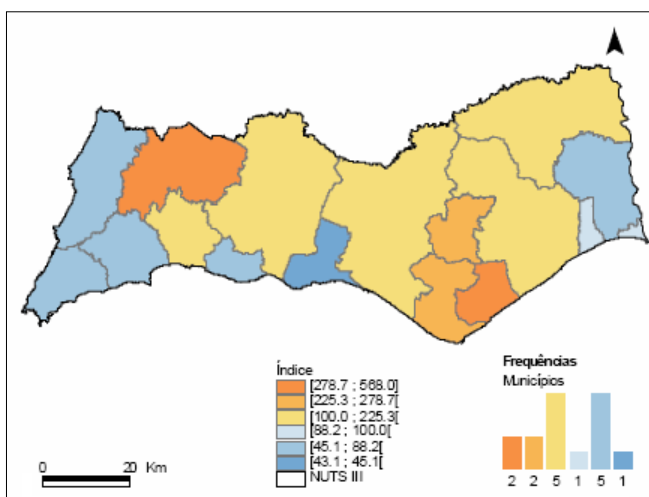 Índice
[278.7 ; 568.0]
[225.3 ; 278.7[
[100.0 ; 225.3[
[88.2 ; 100.0[
[45.1 ; 88.2[
[43.1 ; 45.1[
NUTS III
0 20 Km
Frequências
Municípios
2 2 5 1 5 1